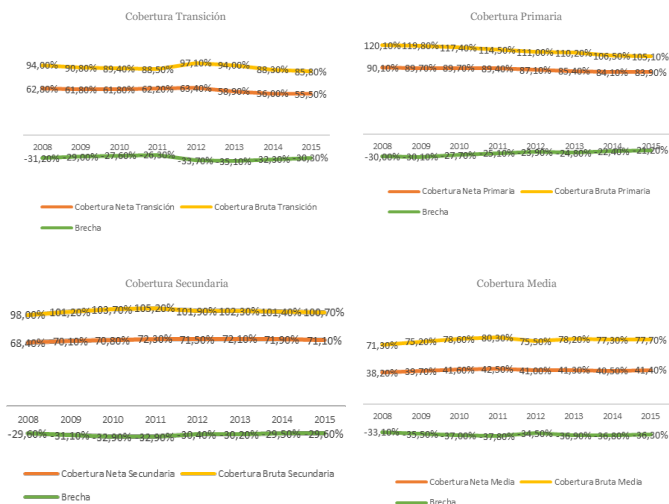 Cobertura Transición
94,00% 90,80% 89,40% 88,50% 97,10% 94,00% 88,30% 85,80%
62,80% 61,80% 61,80% 62,20% 63,40% 58,90% 56,00% 55,50%
2008 2009 2010 2011 2012 2013 2014 2015
-31,20% -29,00% -27,60% -26,30% -33,70% -35,10% -32,30% -30,30%
Cobertura Neta Transición Cobertura Bruta Transición
Brecha
Cobertura Primaria
120,10% 119,80% 117,40% 114,50% 111,00% 110,20% 106,50% 105,10%
90,10% 89,70% 89,70% 89,40% 87,10% 85,40% 84,10% 83,90%
2008 2009 2010 2011 2012 2013 2014 2015
-30,00% -30,10% -27,70% -25,10% -23,90% -24,80% -22,40% -21,20%
Cobertura Neta Primaria Cobertura Bruta Primaria
Brecha
Cobertura Secundaria
98,00% 101,20% 103,70% 105,20% 101,90% 102,30% 101,40% 100,70%
68,40% 70,10% 70,80% 72,30% 71,50% 72,10% 71,90% 71,10%
2008 2009 2010 2011 2012 2013 2014 2015
-29,60% -31,10% -32,90% -32,90% -30,40% -30,20% -29,50% -29,60%
Cobertura Neta Secundaria Cobertura Bruta Secundaria
Brecha
Cobertura Media
71,30% 75,20% 78,60% 80,30% 75,50% 78,20% 77,30% 77,70%
38,20% 39,70% 41,60% 42,50% 41,00% 41,30% 40,50% 41,40%
2008 2009 2010 2011 2012 2013 2014 2015
-33,10% -35,50% -37,00% -37,80% -34,50% -36,90% -36,80% -36,30%
Cobertura Neta Media Cobertura Bruta Media
Brecha